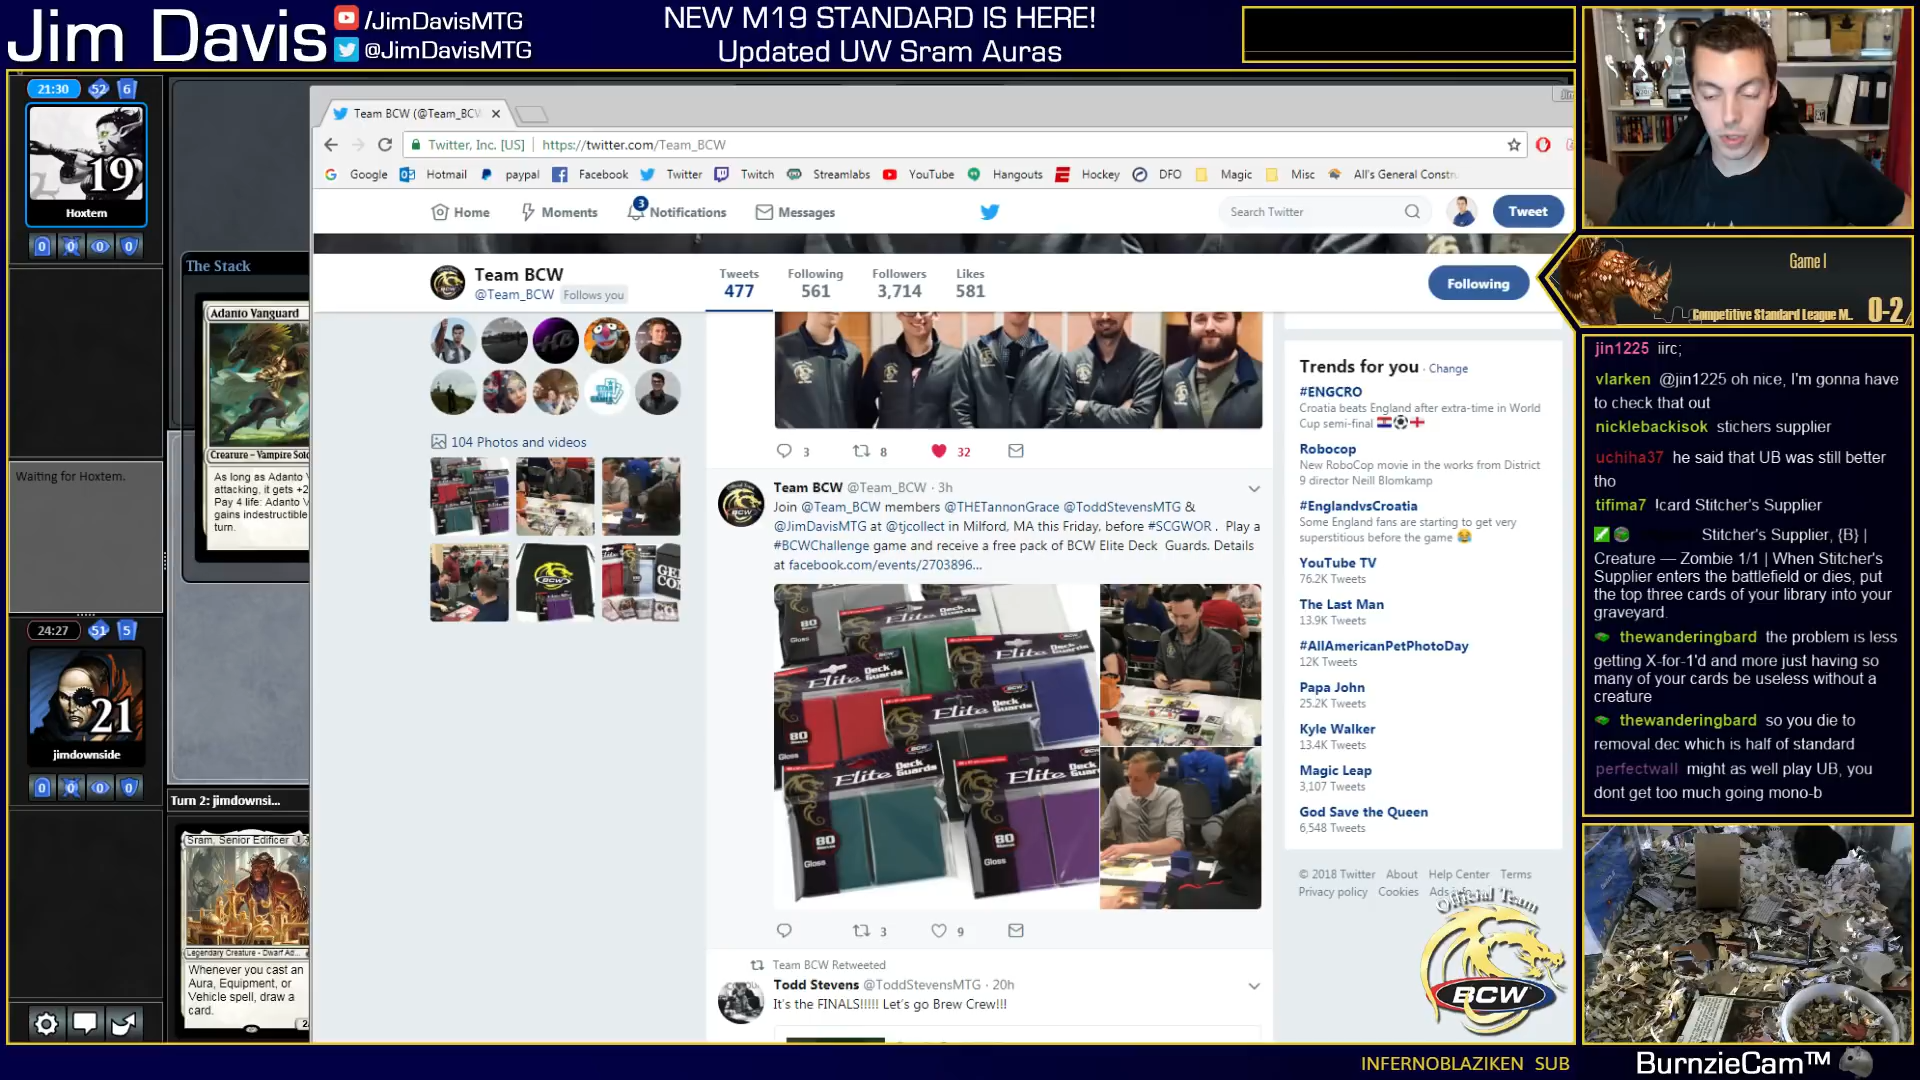 Jim Davis
/JimDavisMTG
@JimDavisMTG
NEW M19 STANDARD IS HERE!
Updated UW Sram Auras
21:30 52 6
19
Hoxtem
0 0 0 0
Waiting for Hoxtem.
24:27 51 5
21
jimdownside
0 0 0 0
The Stack
Adanto Vanguard
Creature - Vampire Sol
As long as Adanto V
attacking, it gets +2
Pay 4 life: Adanto V
gains indestructible
turn.
Turn 2: jimdownsi...
Sram, Senior Edificer
Legendary Creature - Dwarf Ad...
Whenever you cast an
Aura, Equipment, or
Vehicle spell, draw a
card.
Team BCW (@Team_BCW
Twitter, Inc. [US] https://twitter.com/Team_BCW
Google Hotmail paypal Facebook Twitter Twitch Streamlabs YouTube Hangouts Hockey DFO Magic Misc All's General Constru
Home Moments 3 Notifications Messages Search Twitter Tweet
Team BCW
@Team_BCW Follows you
Tweets Following Followers Likes
477 561 3,714 581
Following
104 Photos and videos
3 8 32
Team BCW @Team_BCW · 3h
Join @Team_BCW members @THETannonGrace @ToddStevensMTG &
@JimDavisMTG at @tjcollect in Milford, MA this Friday, before #SCGWOR . Play a
#BCWChallenge game and receive a free pack of BCW Elite Deck Guards. Details
at facebook.com/events/2703896...
80
Elite Deck Guards
80
Gloss
3 9
Team BCW Retweeted
Todd Stevens @ToddStevensMTG · 20h
It's the FINALS!!!!! Let's go Brew Crew!!!
Trends for you · Change
#ENGCRO
Croatia beats England after extra-time in World
Cup semi-final
Robocop
New RoboCop movie in the works from District
9 director Neill Blomkamp
#EnglandvsCroatia
Some England fans are starting to get very
superstitious before the game
YouTube TV
76.2K Tweets
The Last Man
13.9K Tweets
#AllAmericanPetPhotoDay
12K Tweets
Papa John
25.2K Tweets
Kyle Walker
13.4K Tweets
Magic Leap
3,107 Tweets
God Save the Queen
6,548 Tweets
© 2018 Twitter About Help Center Terms
Privacy policy Cookies
Official Team
BCW
Game 1
Competitive Standard League M.. 0-2
jin1225 iirc;
vlarken @jin1225 oh nice, I'm gonna have
to check that out
nicklebackisok stichers supplier
uchiha37 he said that UB was still better
tho
tifima7 !card Stitcher's Supplier
Stitcher's Supplier, {B} |
Creature — Zombie 1/1 | When Stitcher's
Supplier enters the battlefield or dies, put
the top three cards of your library into your
graveyard.
thewanderingbard the problem is less
getting X-for-1'd and more just having so
many of your cards be useless without a
creature
thewanderingbard so you die to
removal.dec which is half of standard
perfectwall might as well play UB, you
dont get too much going mono-b
INFERNOBLAZIKEN SUB
BurnzieCam™